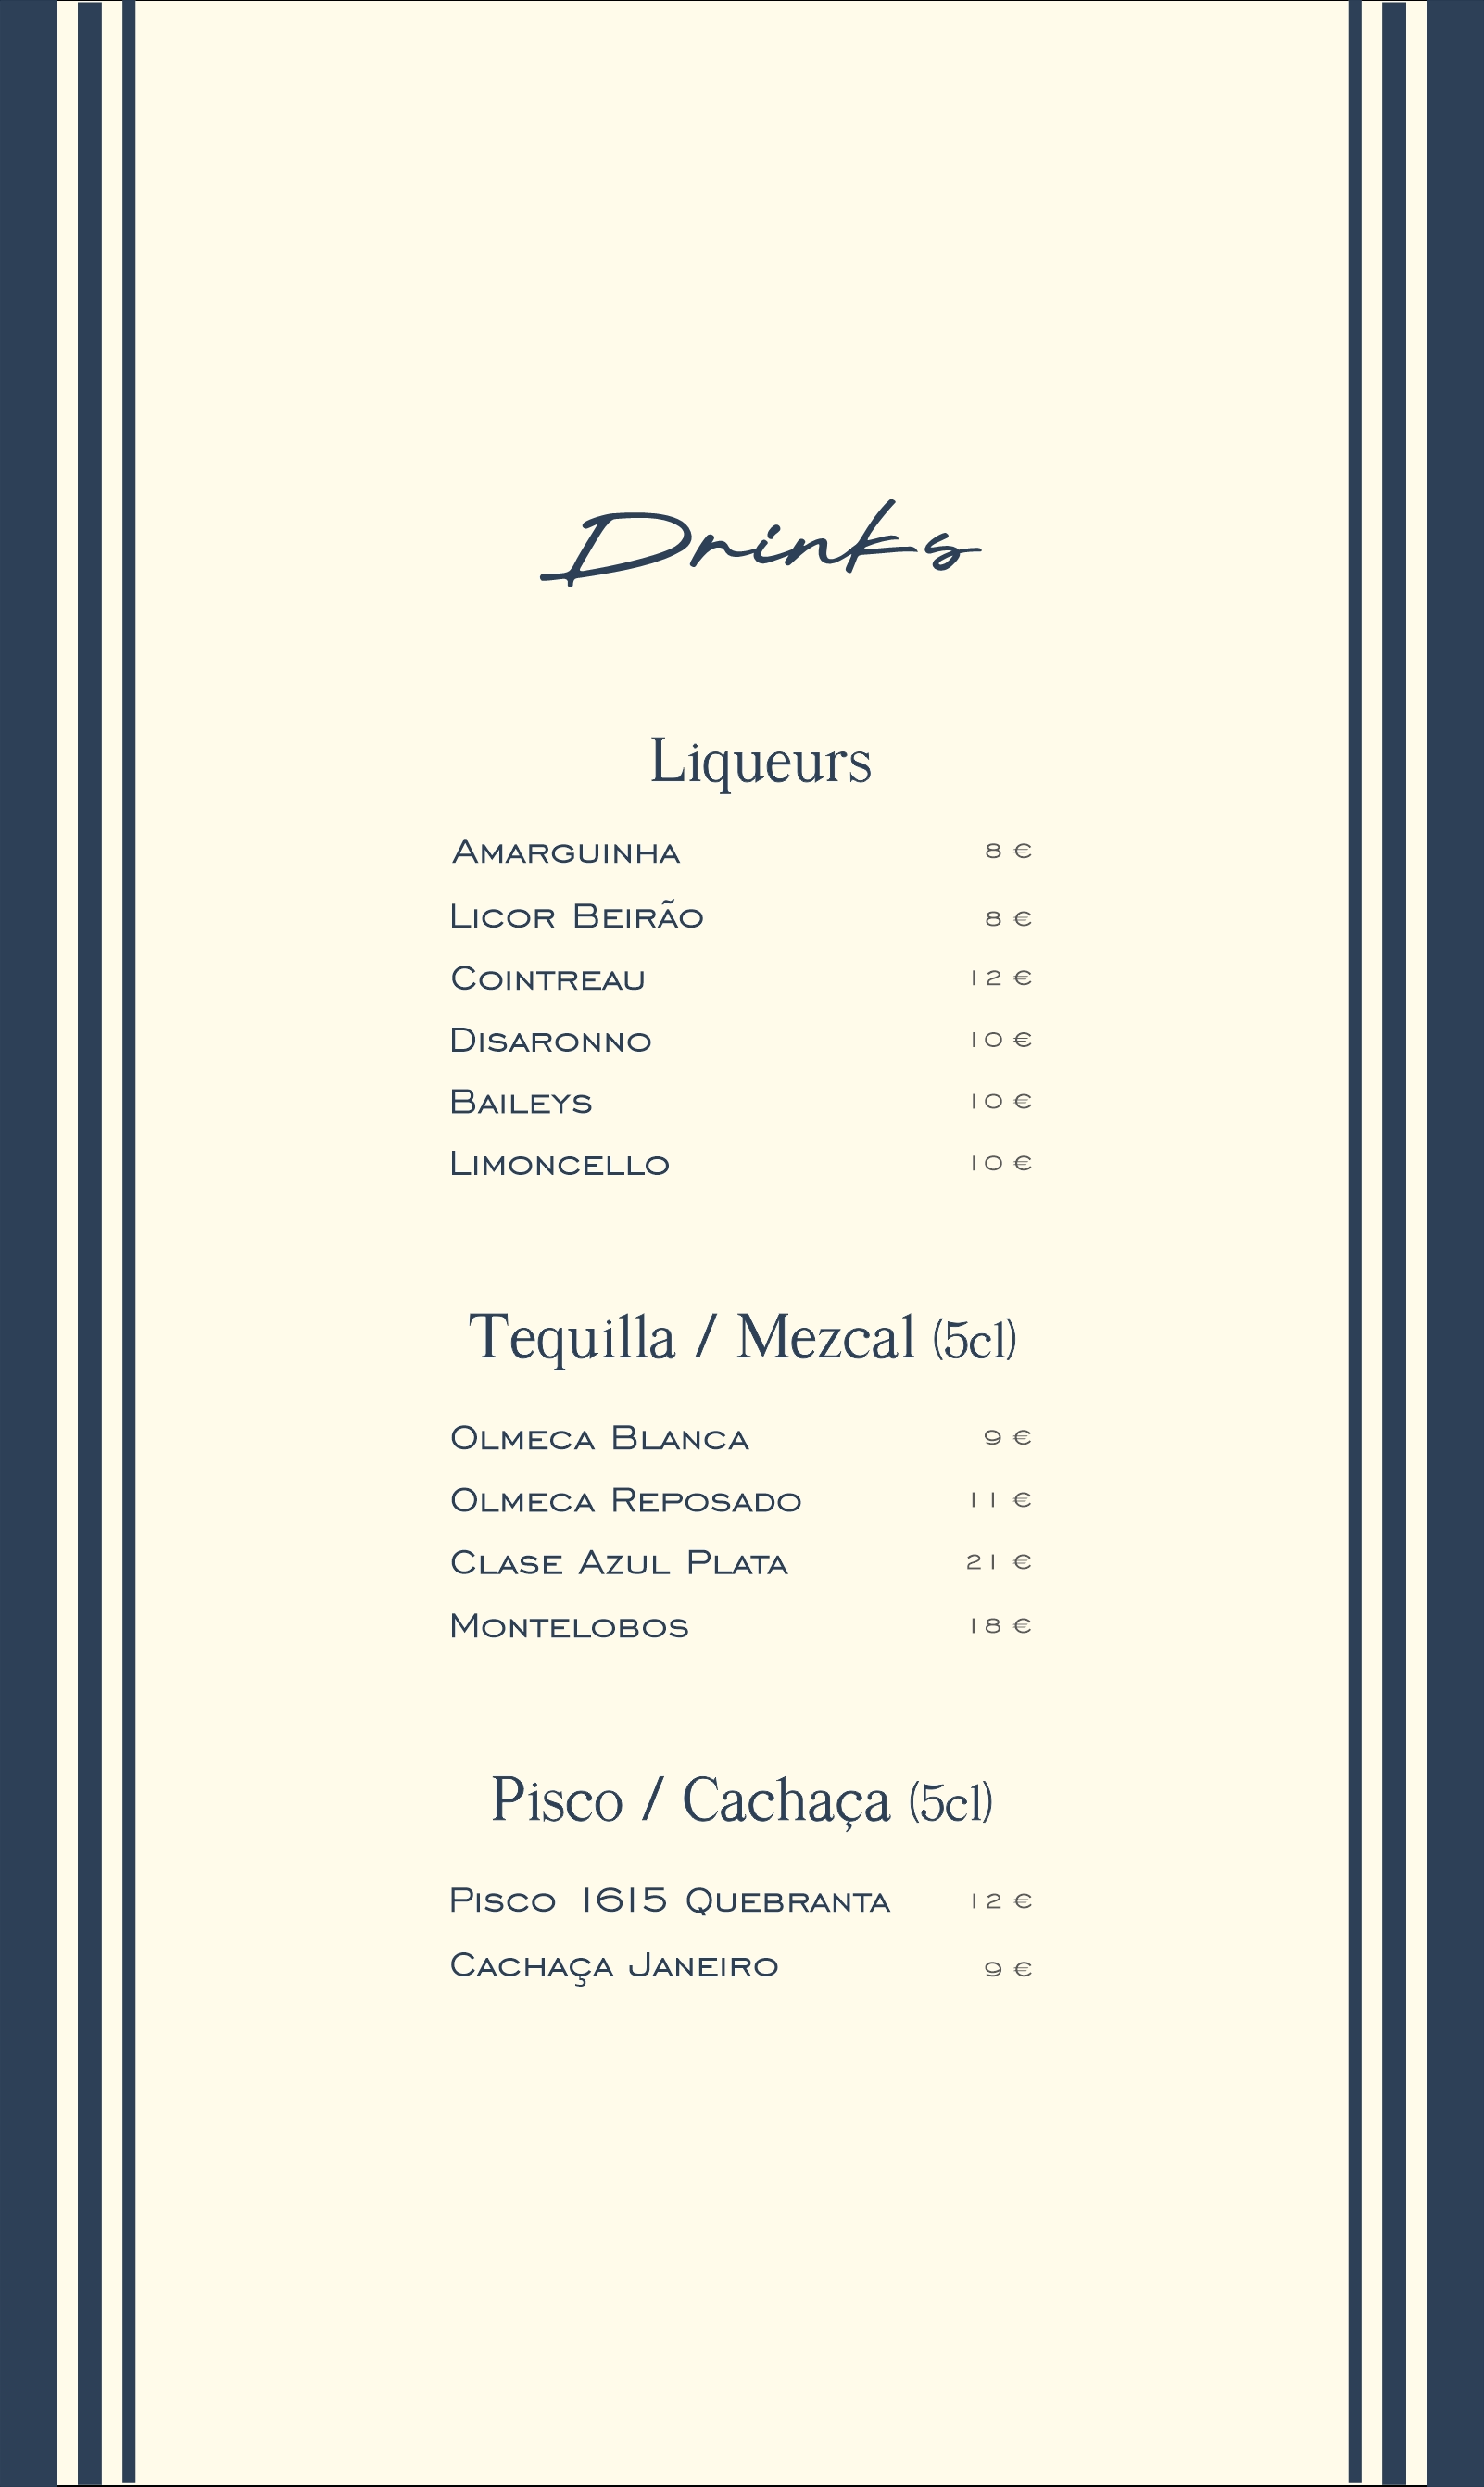 Drinks
Liqueurs
Amarguinha 8 €
Licor Beirão 8 €
Cointreau 12 €
Disaronno 10 €
Baileys 10 €
Limoncello 10 €
Tequilla / Mezcal (5cl)
Olmeca Blanca 9 €
Olmeca Reposado 11 €
Clase Azul Plata 21 €
Montelobos 18 €
Pisco / Cachaça (5cl)
Pisco 1615 Quebranta 12 €
Cachaça Janeiro 9 €